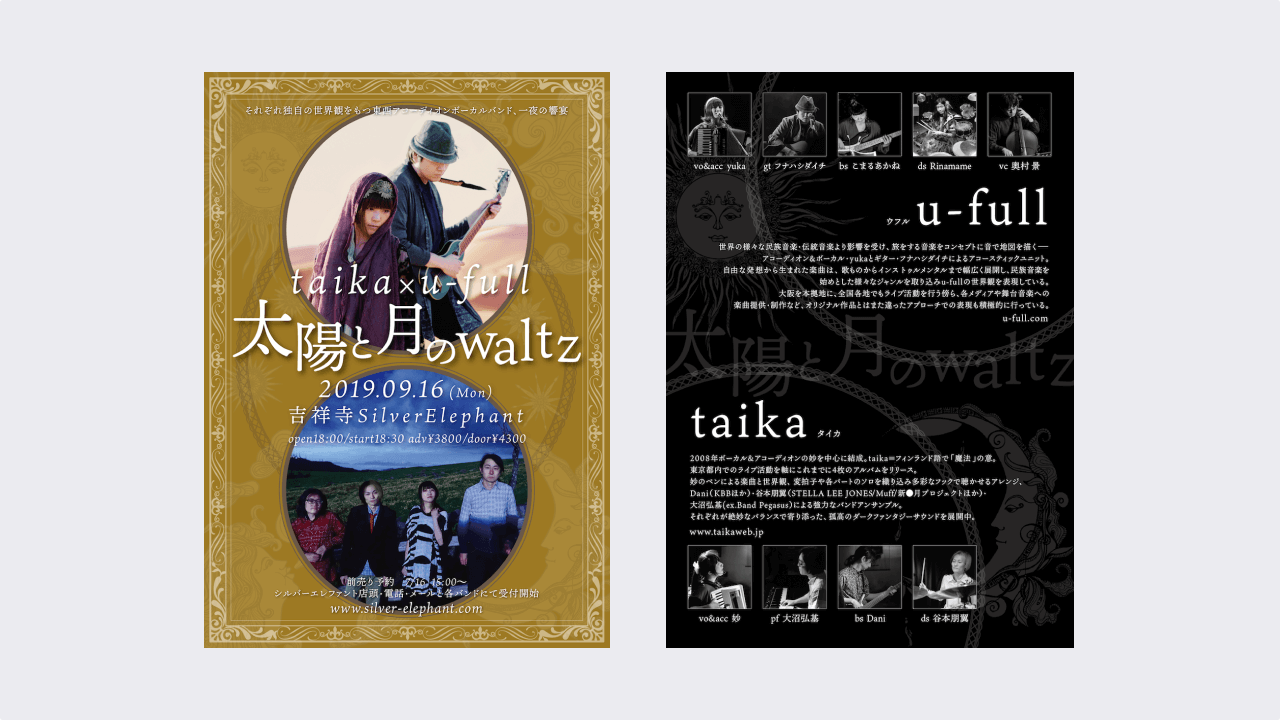 それぞれ独自の世界観をもつ東西アコーディオンボーカルバンド、一夜の響宴
taika×u-full
太陽と月のwaltz
2019.09.16(Mon)
吉祥寺SilverElephant
open18:00/start18:30 adv¥3800/door¥4300
前売り予約 7/16.16:00〜
シルバーエレファント店頭・電話・メールと各バンドにて受付開始
www.silver-elephant.com
vo&acc yuka
gt フナハシダイチ
bs こまるあかね
ds Rinamame
vc 奥村 景
ウフル u-full
世界の様々な民族音楽・伝統音楽より影響を受け、旅をする音楽をコンセプトに音で地図を描く―
アコーディオン&ボーカル・yukaとギター・フナハシダイチによるアコースティックユニット。
自由な発想から生まれた楽曲は、歌ものからインストゥルメンタルまで幅広く展開し、民族音楽を
始めとした様々なジャンルを取り込みu-fullの世界観を表現している。
大阪を本拠地に、全国各地でもライブ活動を行う傍ら、各メディアや舞台音楽への
楽曲提供・制作など、オリジナル作品とはまた違ったアプローチでの表現も積極的に行っている。
u-full.com
太陽と月のwaltz
taika タイカ
2008年ボーカル&アコーディオンの妙を中心に結成。taika=フィンランド語で「魔法」の意。
東京都内でのライブ活動を軸にこれまでに4枚のアルバムをリリース。
妙のペンによる楽曲と世界観、変拍子や各パートのソロを織り込み多彩なフックで聴かせるアレンジ、
Dani(KBBほか)・谷本朋翼(STELLA LEE JONES/Muff/新●月プロジェクトほか)・
大沼弘基(ex.Band Pegasus)による強力なバンドアンサンブル。
それぞれが絶妙なバランスで寄り添った、孤高のダークファンタジーサウンドを展開中。
www.taikaweb.jp
vo&acc 妙
pf 大沼弘基
bs Dani
ds 谷本朋翼